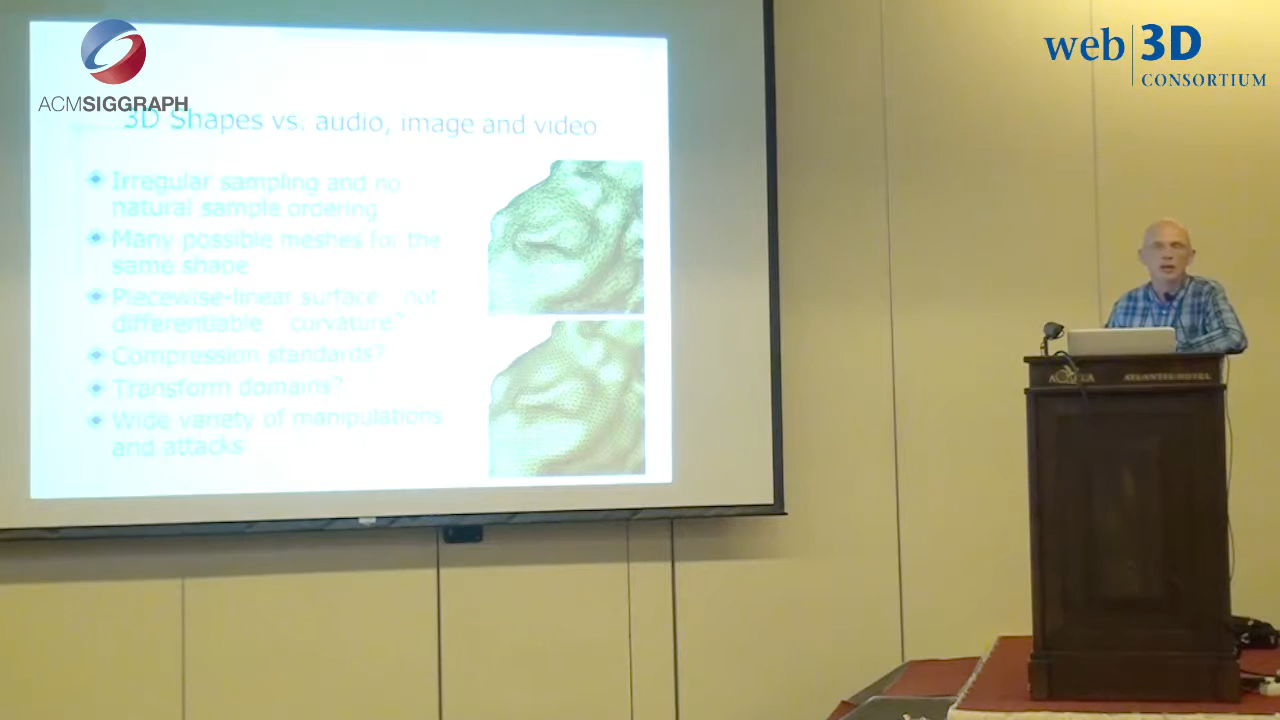 ACMSIGGRAPH
web 3D
CONSORTIUM
3D Shapes vs. audio, image and video
Irregular sampling and no
natural sample ordering
Many possible meshes for the
same shape
Piecewise-linear surface not
differentiable curvature?
Compression standards?
Transform domains?
Wide variety of manipulations
and attacks